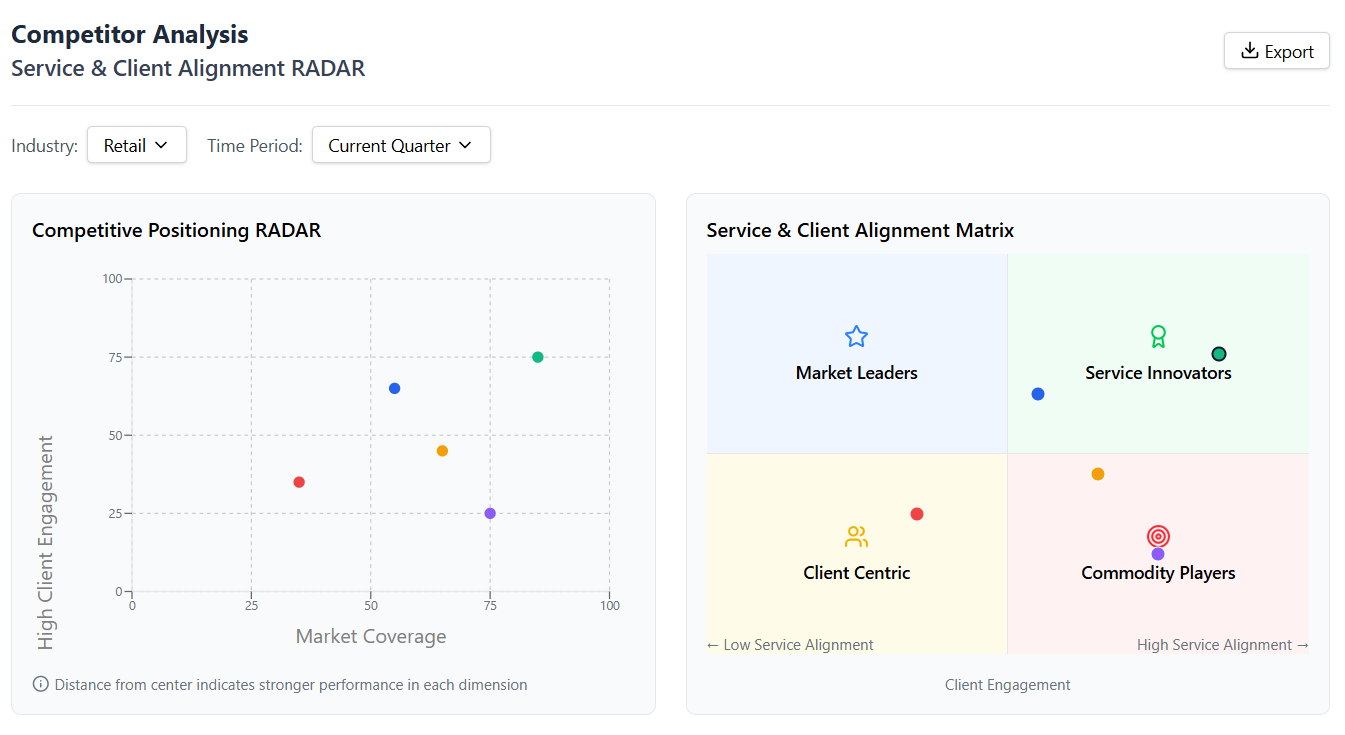 Competitor Analysis
Service & Client Alignment RADAR
Export
Industry:
Retail
Time Period:
Current Quarter
Competitive Positioning RADAR
100
75
50
25
0
0
25
50
75
100
High Client Engagement
Market Coverage
Distance from center indicates stronger performance in each dimension
Service & Client Alignment Matrix
Market Leaders
Service Innovators
Client Centric
Commodity Players
← Low Service Alignment
High Service Alignment →
Client Engagement